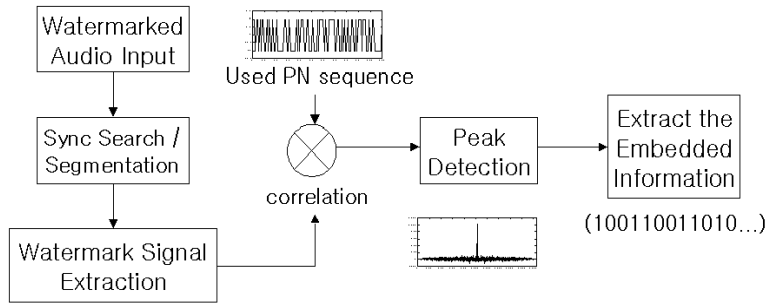 Watermarked
Audio Input
Sync Search /
Segmentation
Watermark Signal
Extraction
Used PN sequence
correlation
Peak
Detection
Extract the
Embedded
Information
(100110011010...)